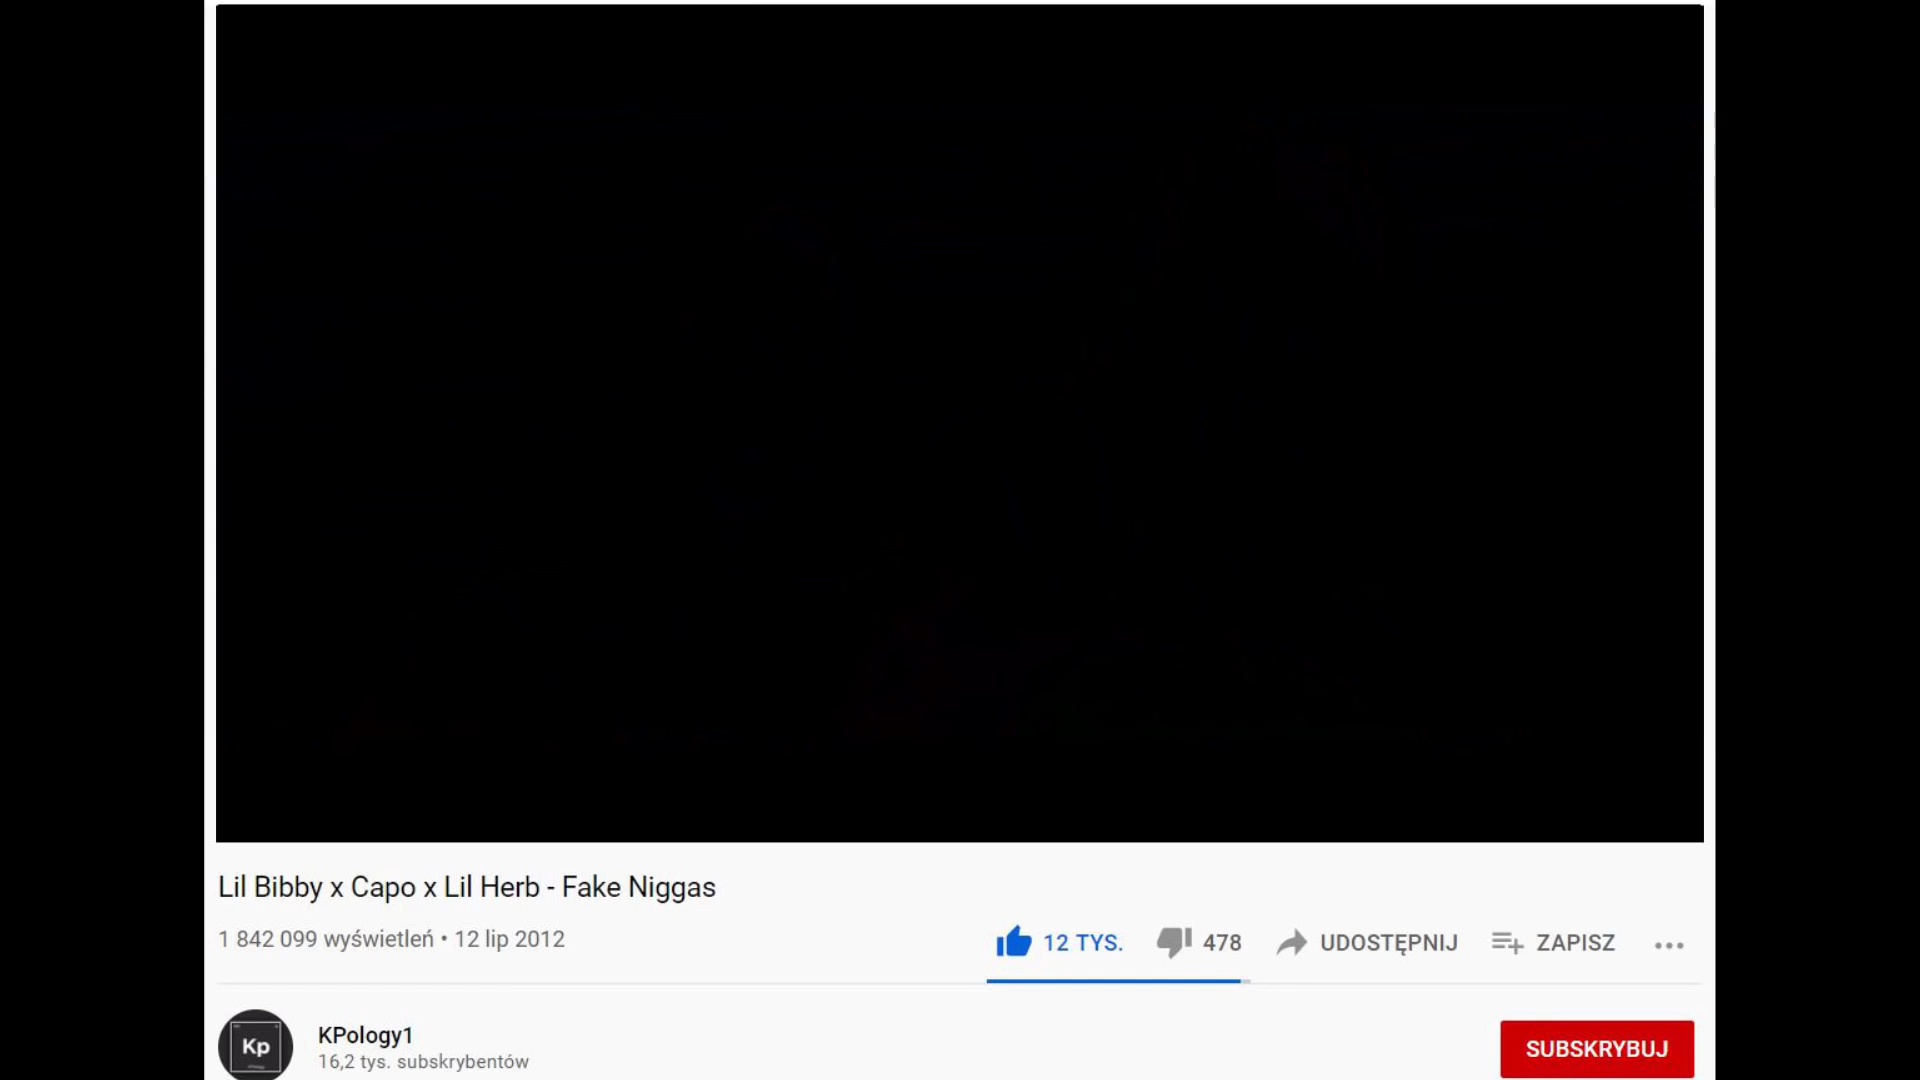 Lil Bibby x Capo x Lil Herb - Fake Niggas
1 842 099 wyświetleń • 12 lip 2012
12 TYS.
478
UDOSTĘPNIJ
ZAPISZ
Kp
KPology1
16,2 tys. subskrybentów
SUBSKRYBUJ